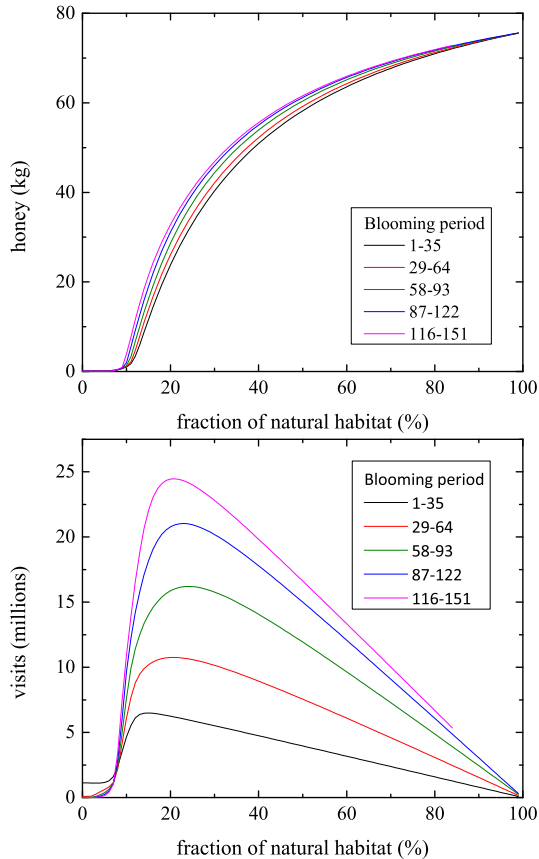 80
60
40
20
0
honey (kg)
0 20 40 60 80 100
fraction of natural habitat (%)
Blooming period
1-35
29-64
58-93
87-122
116-151
25
20
15
10
5
0
visits (millions)
0 20 40 60 80 100
fraction of natural habitat (%)
Blooming period
1-35
29-64
58-93
87-122
116-151